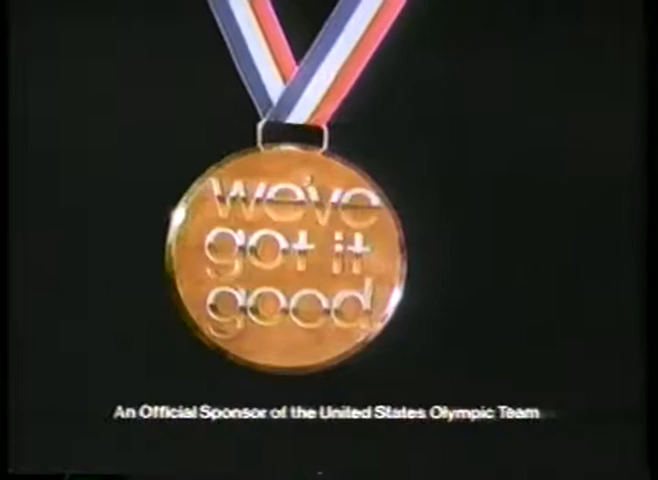 we've
got it
good
An Official Sponsor of the United States Olympic Team